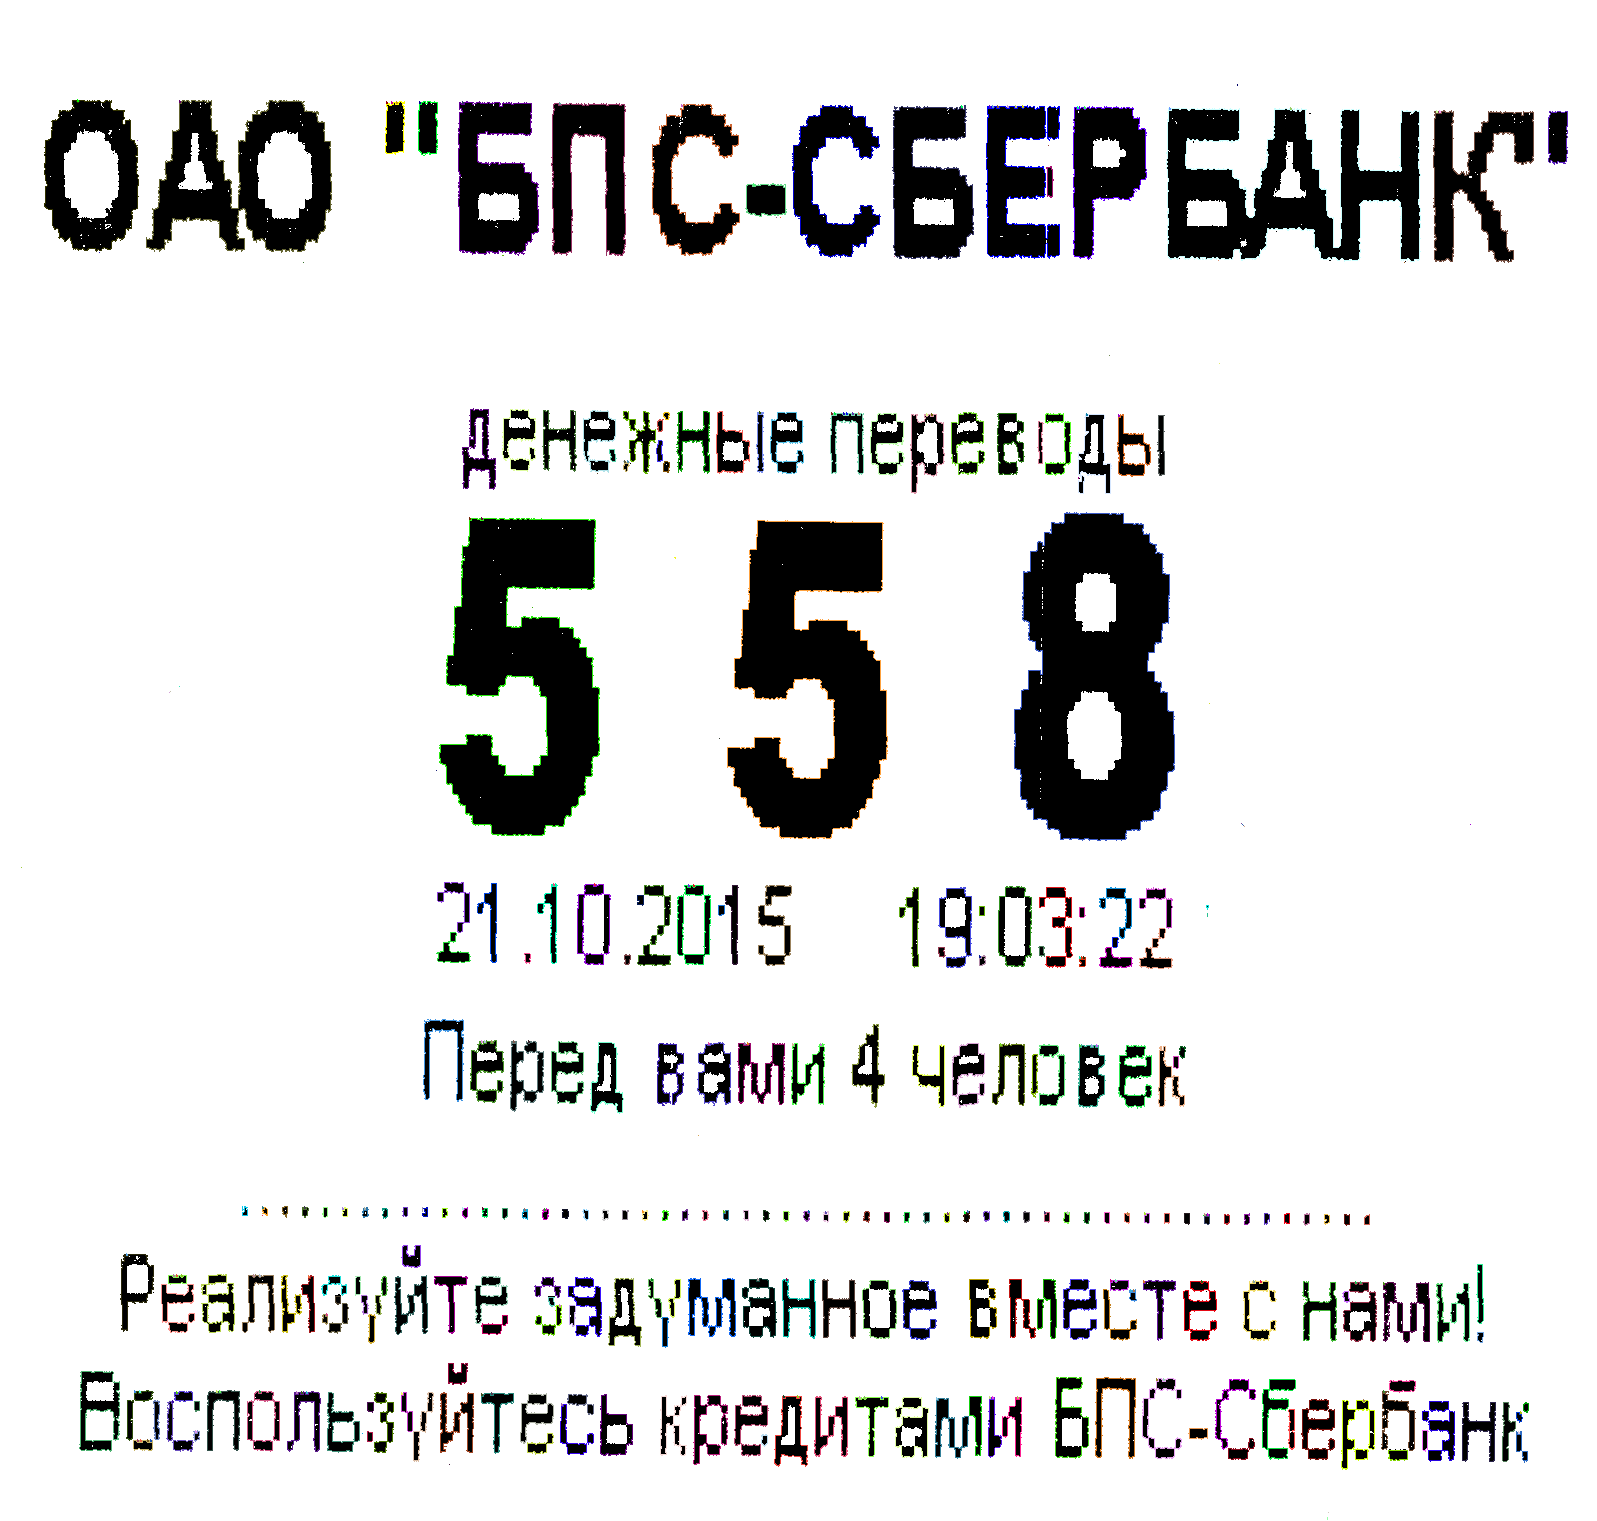 ОАО "БПС-СБЕРБАНК"
денежные переводы
558
21.10.2015 19:03:22
Перед вами 4 человек
Реализуйте задуманное вместе с нами!
Воспользуйтесь кредитами БПС-Сбербанк